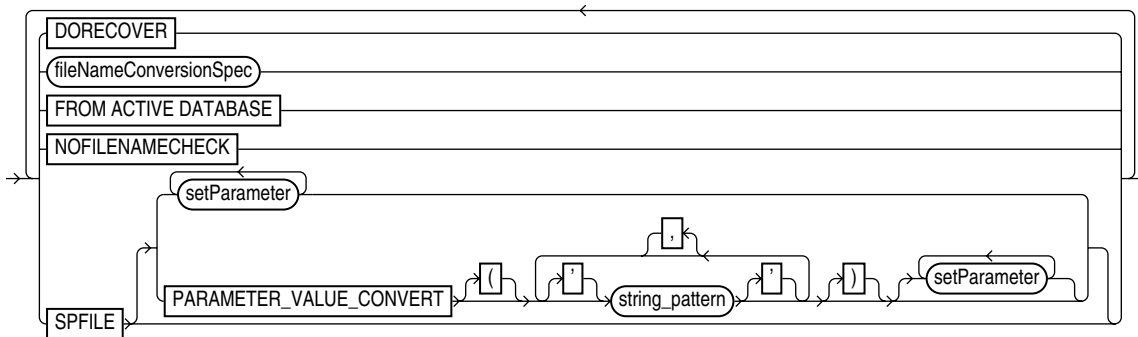 DORECOVER
fileNameConversionSpec
FROM ACTIVE DATABASE
NOFILENAMECHECK
setParameter
,
PARAMETER_VALUE_CONVERT ( ' string_pattern ' ) setParameter
SPFILE